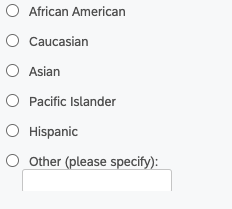 African American
Caucasian
Asian
Pacific Islander
Hispanic
Other (please specify):